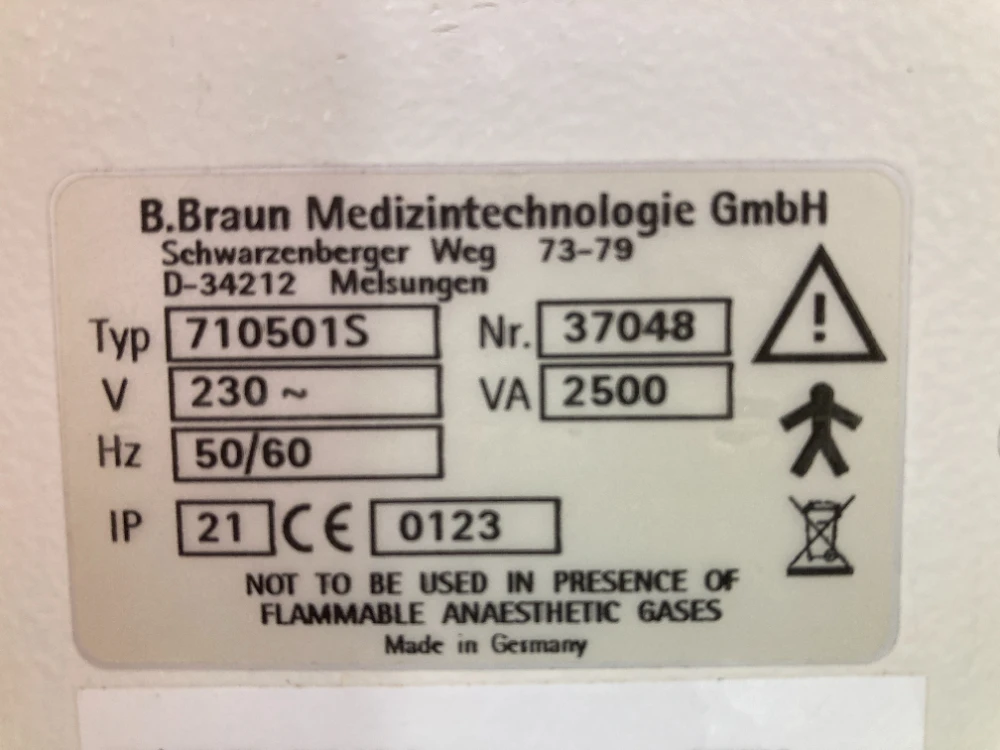 B.Braun Medizintechnologie GmbH
Schwarzenberger Weg 73-79
D-34212 Melsungen
Typ 710501S Nr. 37048
V 230 ~ VA 2500
Hz 50/60
IP 21 CE 0123
NOT TO BE USED IN PRESENCE OF
FLAMMABLE ANAESTHETIC GASES
Made in Germany